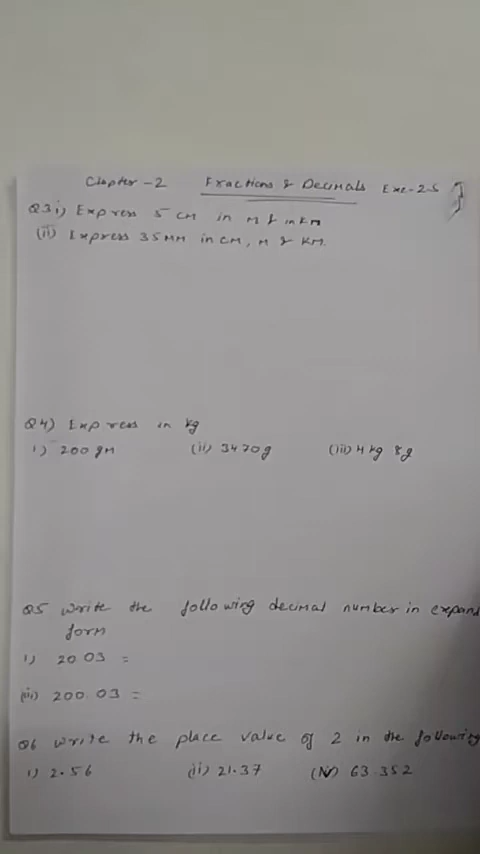 Chapter-2 Fractions & Decimals Exe-2.5
Q3 i) Express 5 cm in M & in KM
(ii) Express 35 MM in CM, M & KM.
Q4) Express in kg
i) 200 gm (ii) 3470g (iii) 4 kg 8g
Q5 Write the following decimal number in expand
form
i) 20.03 =
(iii) 200.03 =
Q6 Write the place value of 2 in the following
i) 2.56 (ii) 21.37 (iv) 63.352